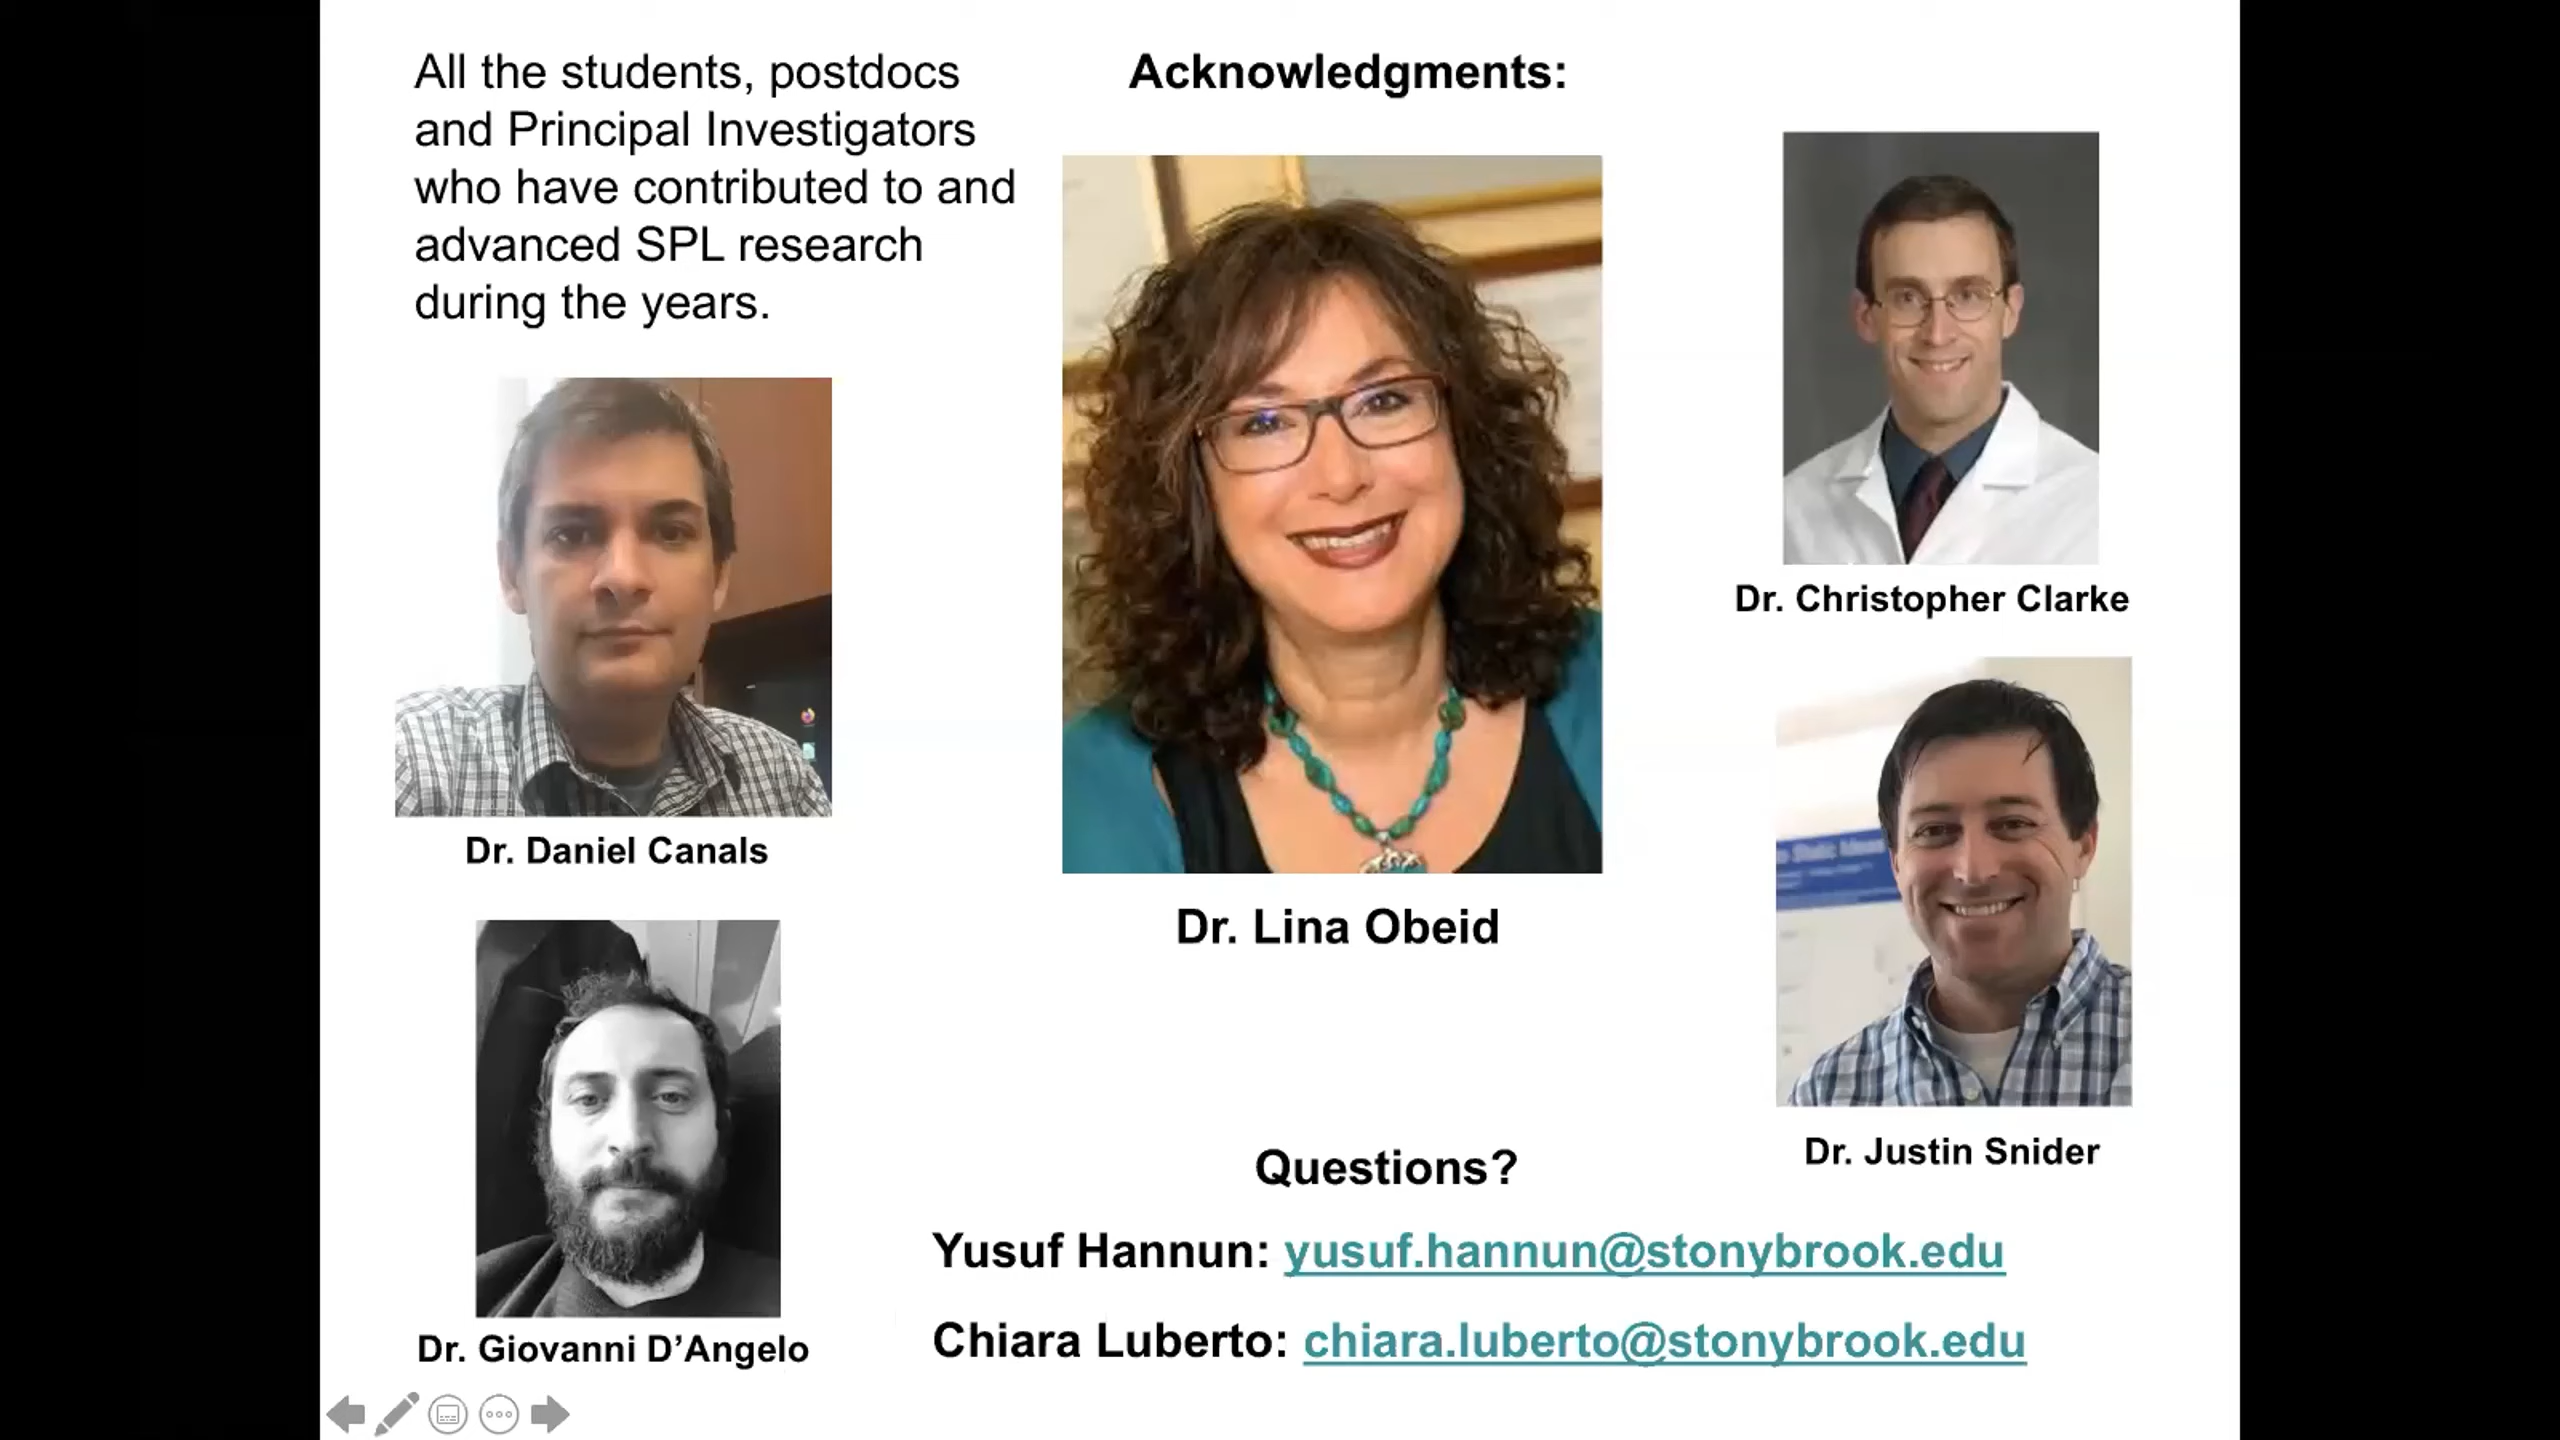 All the students, postdocs
and Principal Investigators
who have contributed to and
advanced SPL research
during the years.
Acknowledgments:
Dr. Daniel Canals
Dr. Giovanni D’Angelo
Dr. Lina Obeid
Dr. Christopher Clarke
Dr. Justin Snider
Questions?
Yusuf Hannun: yusuf.hannun@stonybrook.edu
Chiara Luberto: chiara.luberto@stonybrook.edu